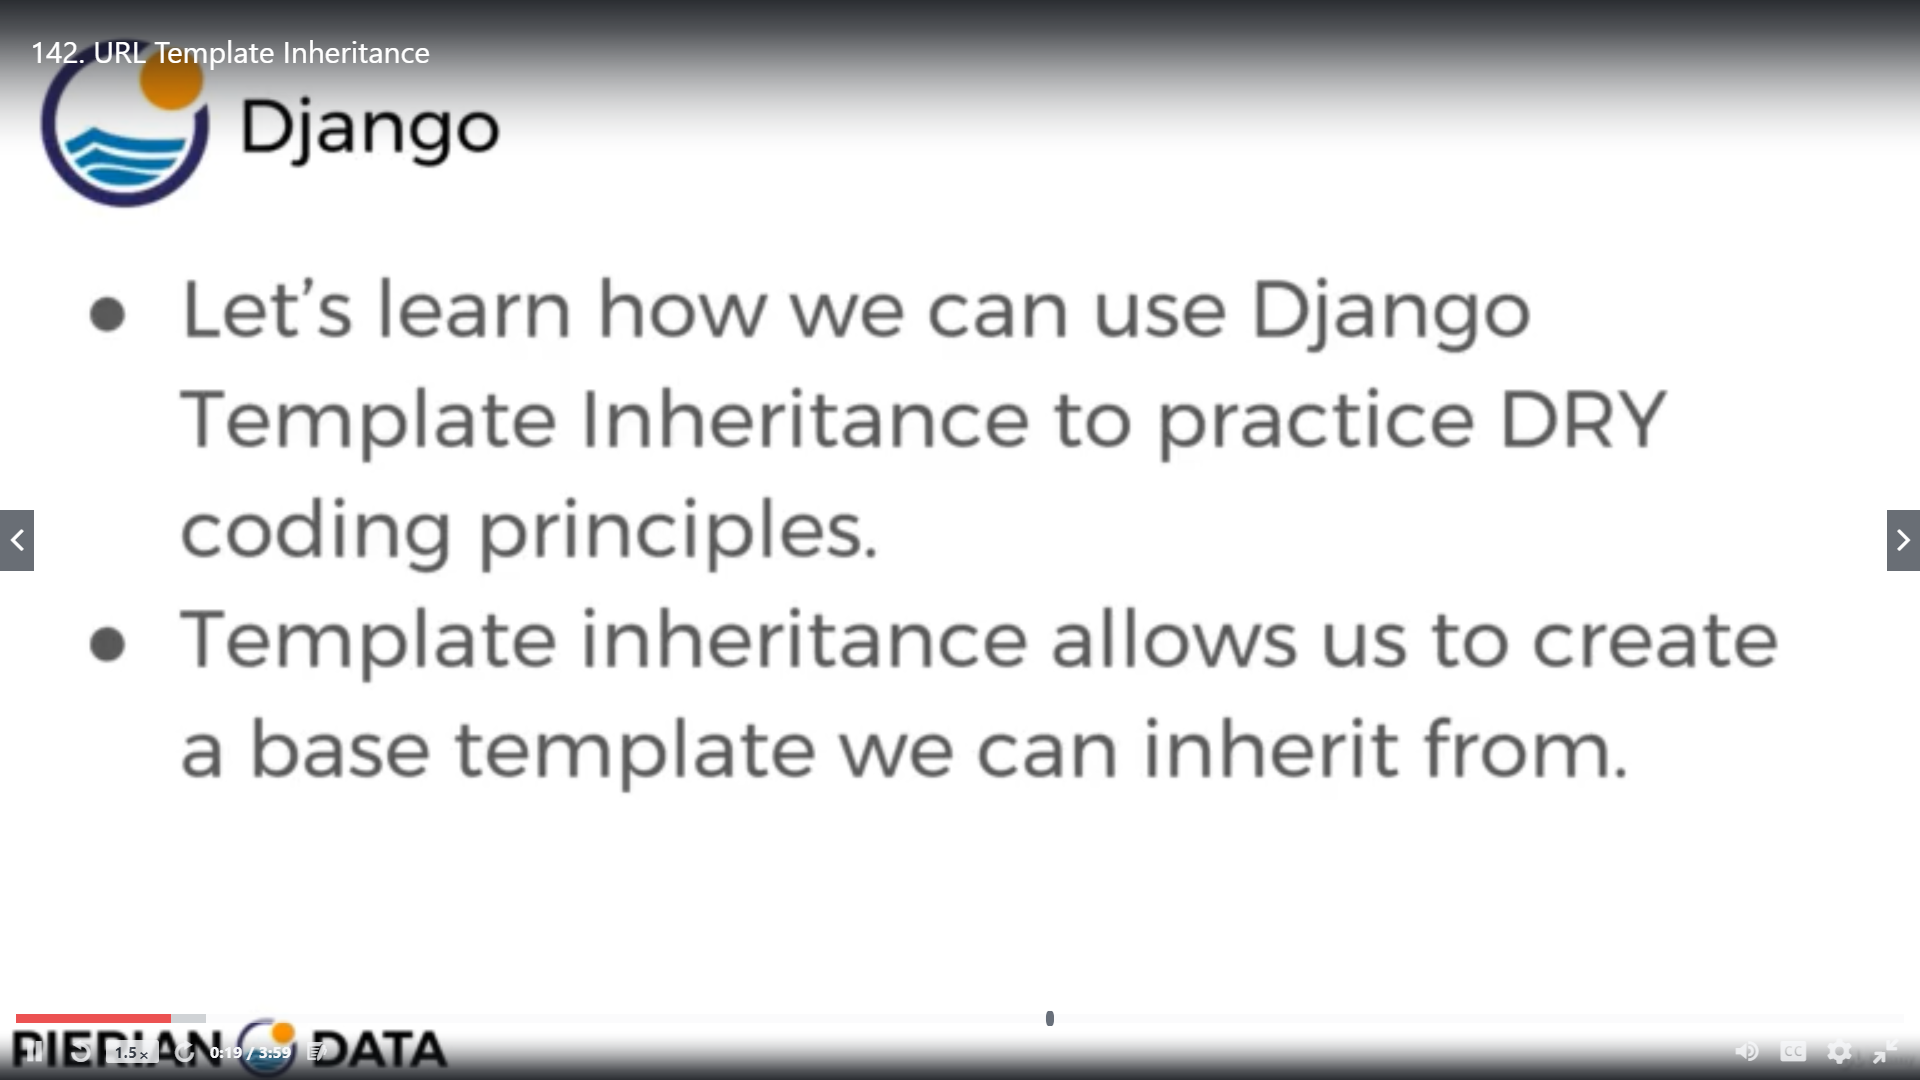 142. URL Template Inheritance
Django
● Let’s learn how we can use Django
Template Inheritance to practice DRY
coding principles.
● Template inheritance allows us to create
a base template we can inherit from.
PIERIAN DATA
1.5x
0:19 / 3:59
CC